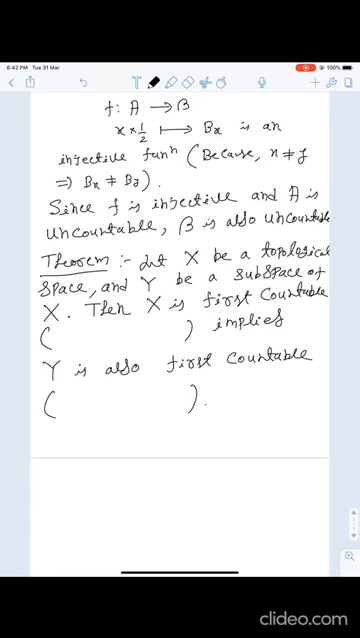 6:42 PM Tue 31 Mar
100%
f: A → B
x × 1/2 ↦ Bx is an
injective funⁿ (Because, x ≠ y
⇒ Bx ≠ By).
Since f is injective and A is
uncountable, B is also uncountable
Theorem :- Let X be a topological
space, and Y be a subspace of
X. Then X is first countable
( ) implies
Y is also first countable
( ).
clideo.com